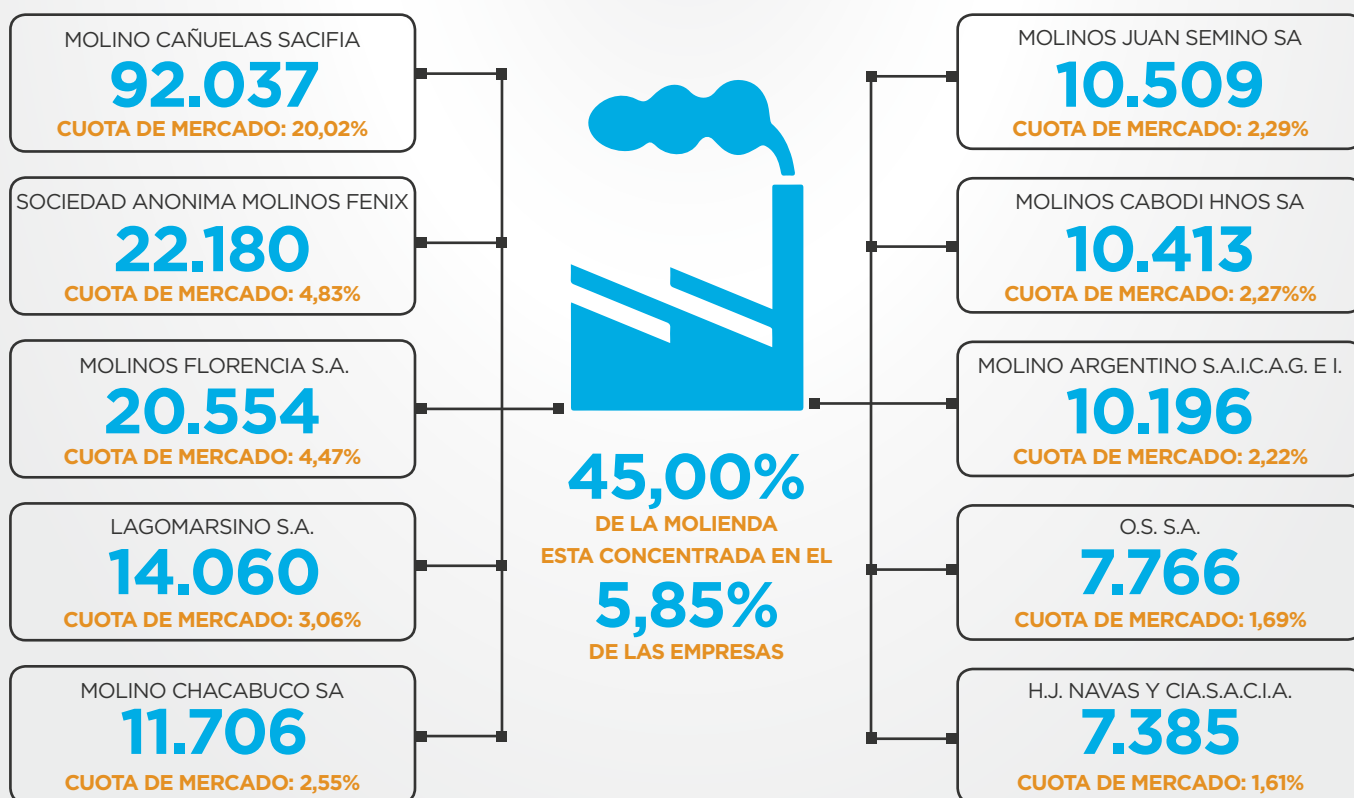 MOLINO CAÑUELAS SACIFIA
92.037
CUOTA DE MERCADO: 20,02%
SOCIEDAD ANONIMA MOLINOS FENIX
22.180
CUOTA DE MERCADO: 4,83%
MOLINOS FLORENCIA S.A.
20.554
CUOTA DE MERCADO: 4,47%
LAGOMARSINO S.A.
14.060
CUOTA DE MERCADO: 3,06%
MOLINO CHACABUCO SA
11.706
CUOTA DE MERCADO: 2,55%
45,00%
DE LA MOLIENDA
ESTA CONCENTRADA EN EL
5,85%
DE LAS EMPRESAS
MOLINOS JUAN SEMINO SA
10.509
CUOTA DE MERCADO: 2,29%
MOLINOS CABODI HNOS SA
10.413
CUOTA DE MERCADO: 2,27%%
MOLINO ARGENTINO S.A.I.C.A.G. E I.
10.196
CUOTA DE MERCADO: 2,22%
O.S. S.A.
7.766
CUOTA DE MERCADO: 1,69%
H.J. NAVAS Y CIA.S.A.C.I.A.
7.385
CUOTA DE MERCADO: 1,61%